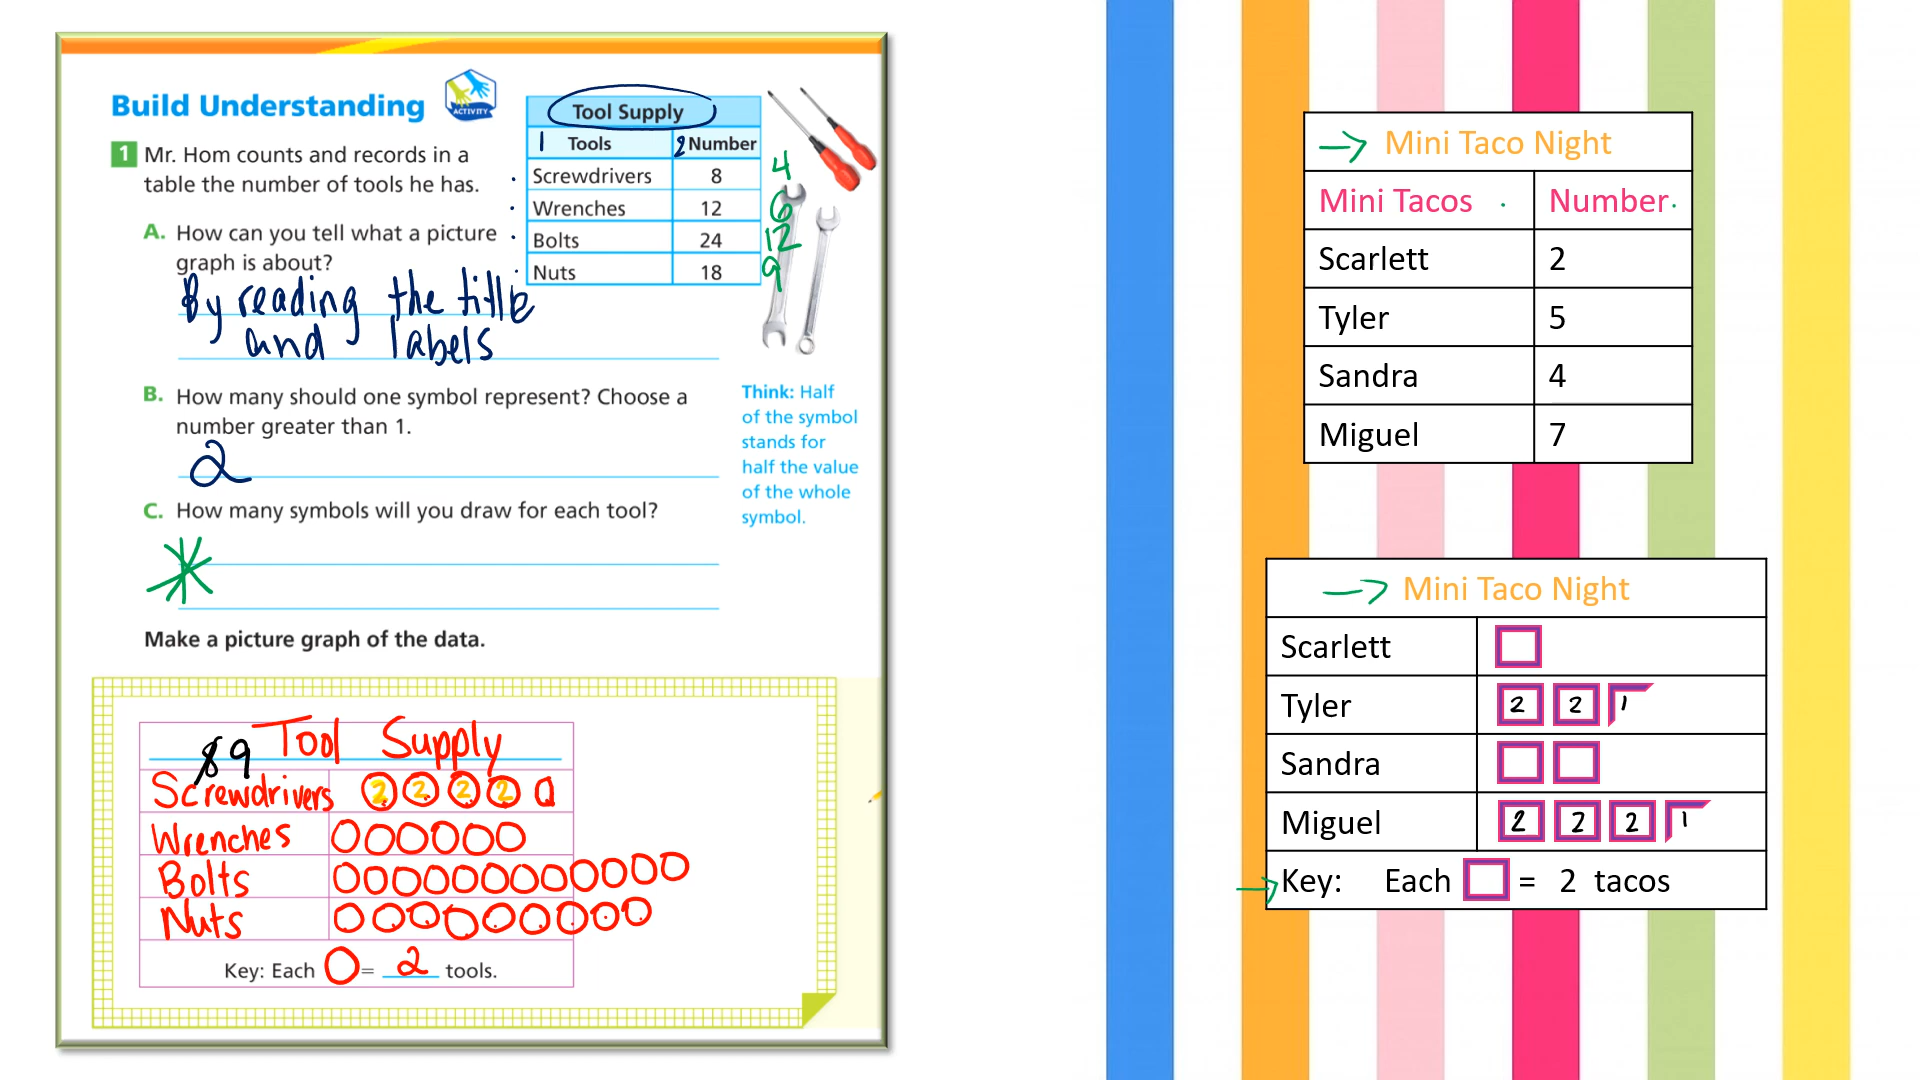 Build Understanding
ACTIVITY
1 Mr. Hom counts and records in a
table the number of tools he has.
A. How can you tell what a picture
graph is about?
By reading the title
and labels
Tool Supply
1 Tools 2 Number
Screwdrivers 8 4
Wrenches 12 6
Bolts 24 12
Nuts 18 9
B. How many should one symbol represent? Choose a
number greater than 1.
2
Think: Half
of the symbol
stands for
half the value
of the whole
symbol.
C. How many symbols will you draw for each tool?
Make a picture graph of the data.
Tool Supply
89
Screwdrivers 2 2 2 2
Wrenches
Bolts
Nuts
Key: Each = 2 tools.
Mini Taco Night
Mini Tacos Number
Scarlett 2
Tyler 5
Sandra 4
Miguel 7
Mini Taco Night
Scarlett
Tyler 2 2 1
Sandra
Miguel 2 2 2 1
Key: Each = 2 tacos